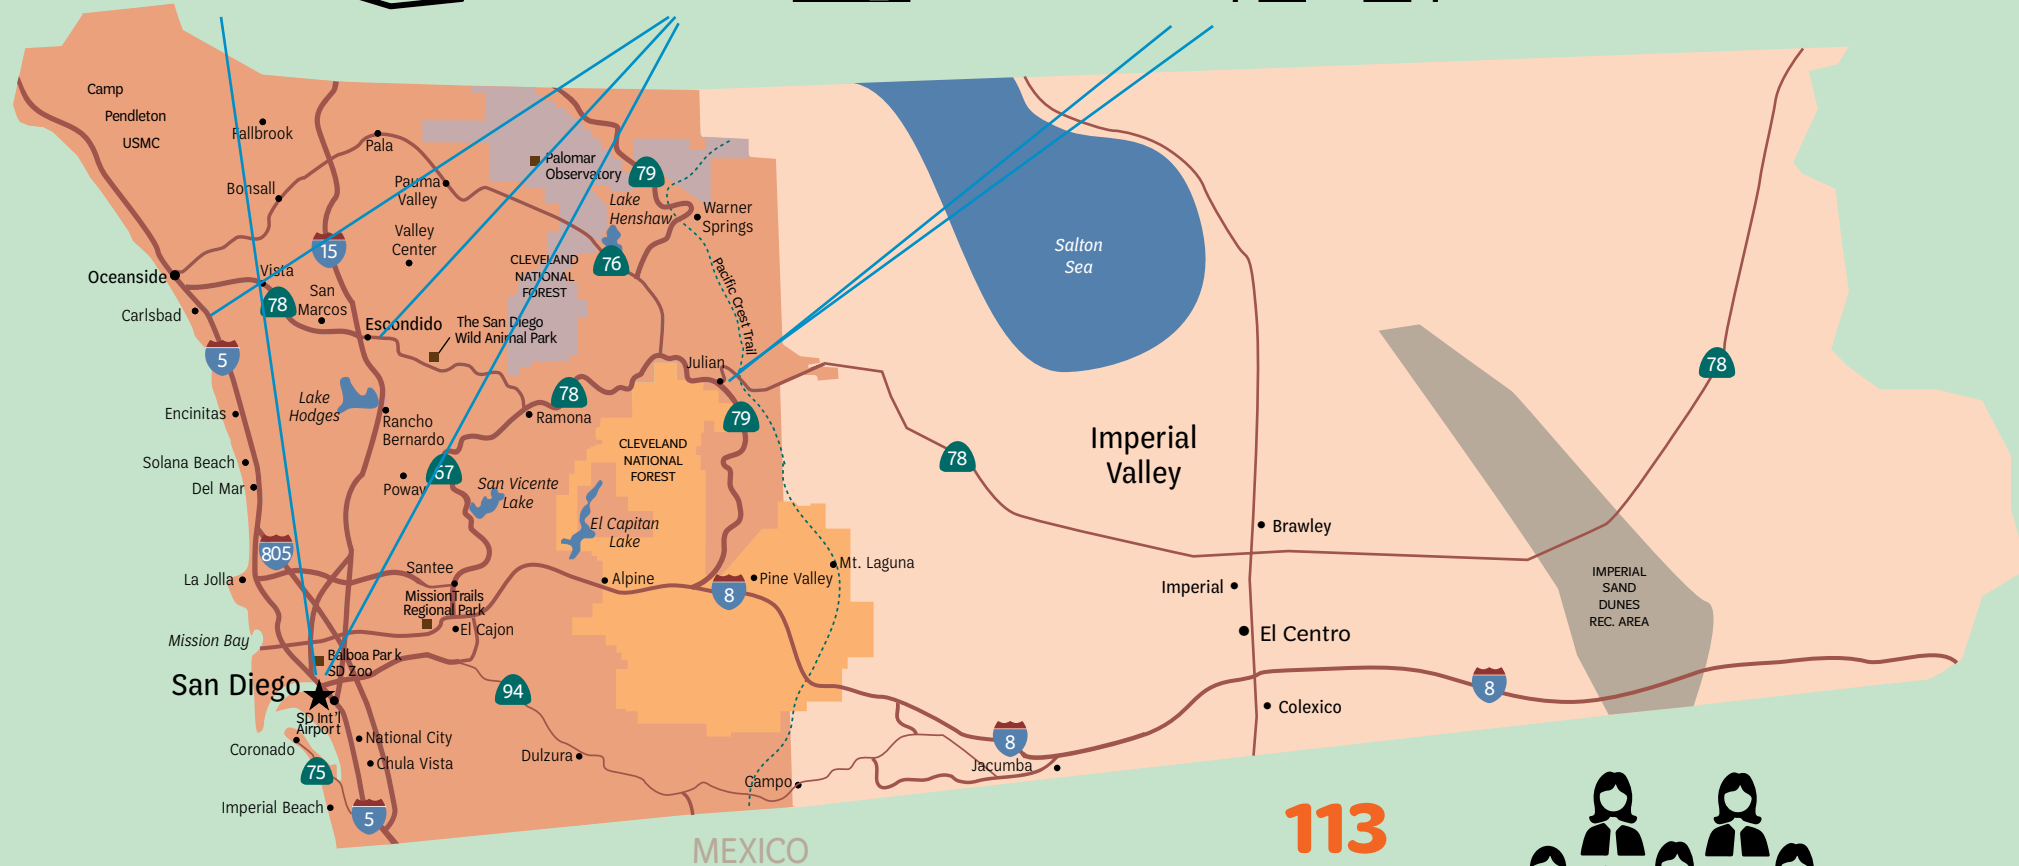 Camp
Pendleton
USMC
Fallbrook
Pala
Bonsall
Pauma
Valley
Palomar
Observatory
79
Lake
Henshaw
Warner
Springs
15
Valley
Center
76
CLEVELAND
NATIONAL
FOREST
Pacific Crest Trail
Salton
Sea
Oceanside
Vista
78
San
Marcos
Carlsbad
Escondido
The San Diego
Wild Animal Park
5
Julian
78
78
Lake
Hodges
Encinitas
Rancho
Bernardo
Ramona
79
CLEVELAND
NATIONAL
FOREST
Imperial
Valley
78
Solana Beach
Del Mar
Poway
67
San Vicente
Lake
El Capitan
Lake
Brawley
805
La Jolla
Santee
Alpine
8
Pine Valley
Mt. Laguna
Imperial
IMPERIAL
SAND
DUNES
REC. AREA
MissionTrails
Regional Park
El Cajon
El Centro
Mission Bay
Balboa Park
SD Zoo
San Diego
94
8
SD Int'l
Airport
Colexico
Coronado
National City
Chula Vista
75
Dulzura
8
Jacumba
Campo
Imperial Beach
5
113
MEXICO